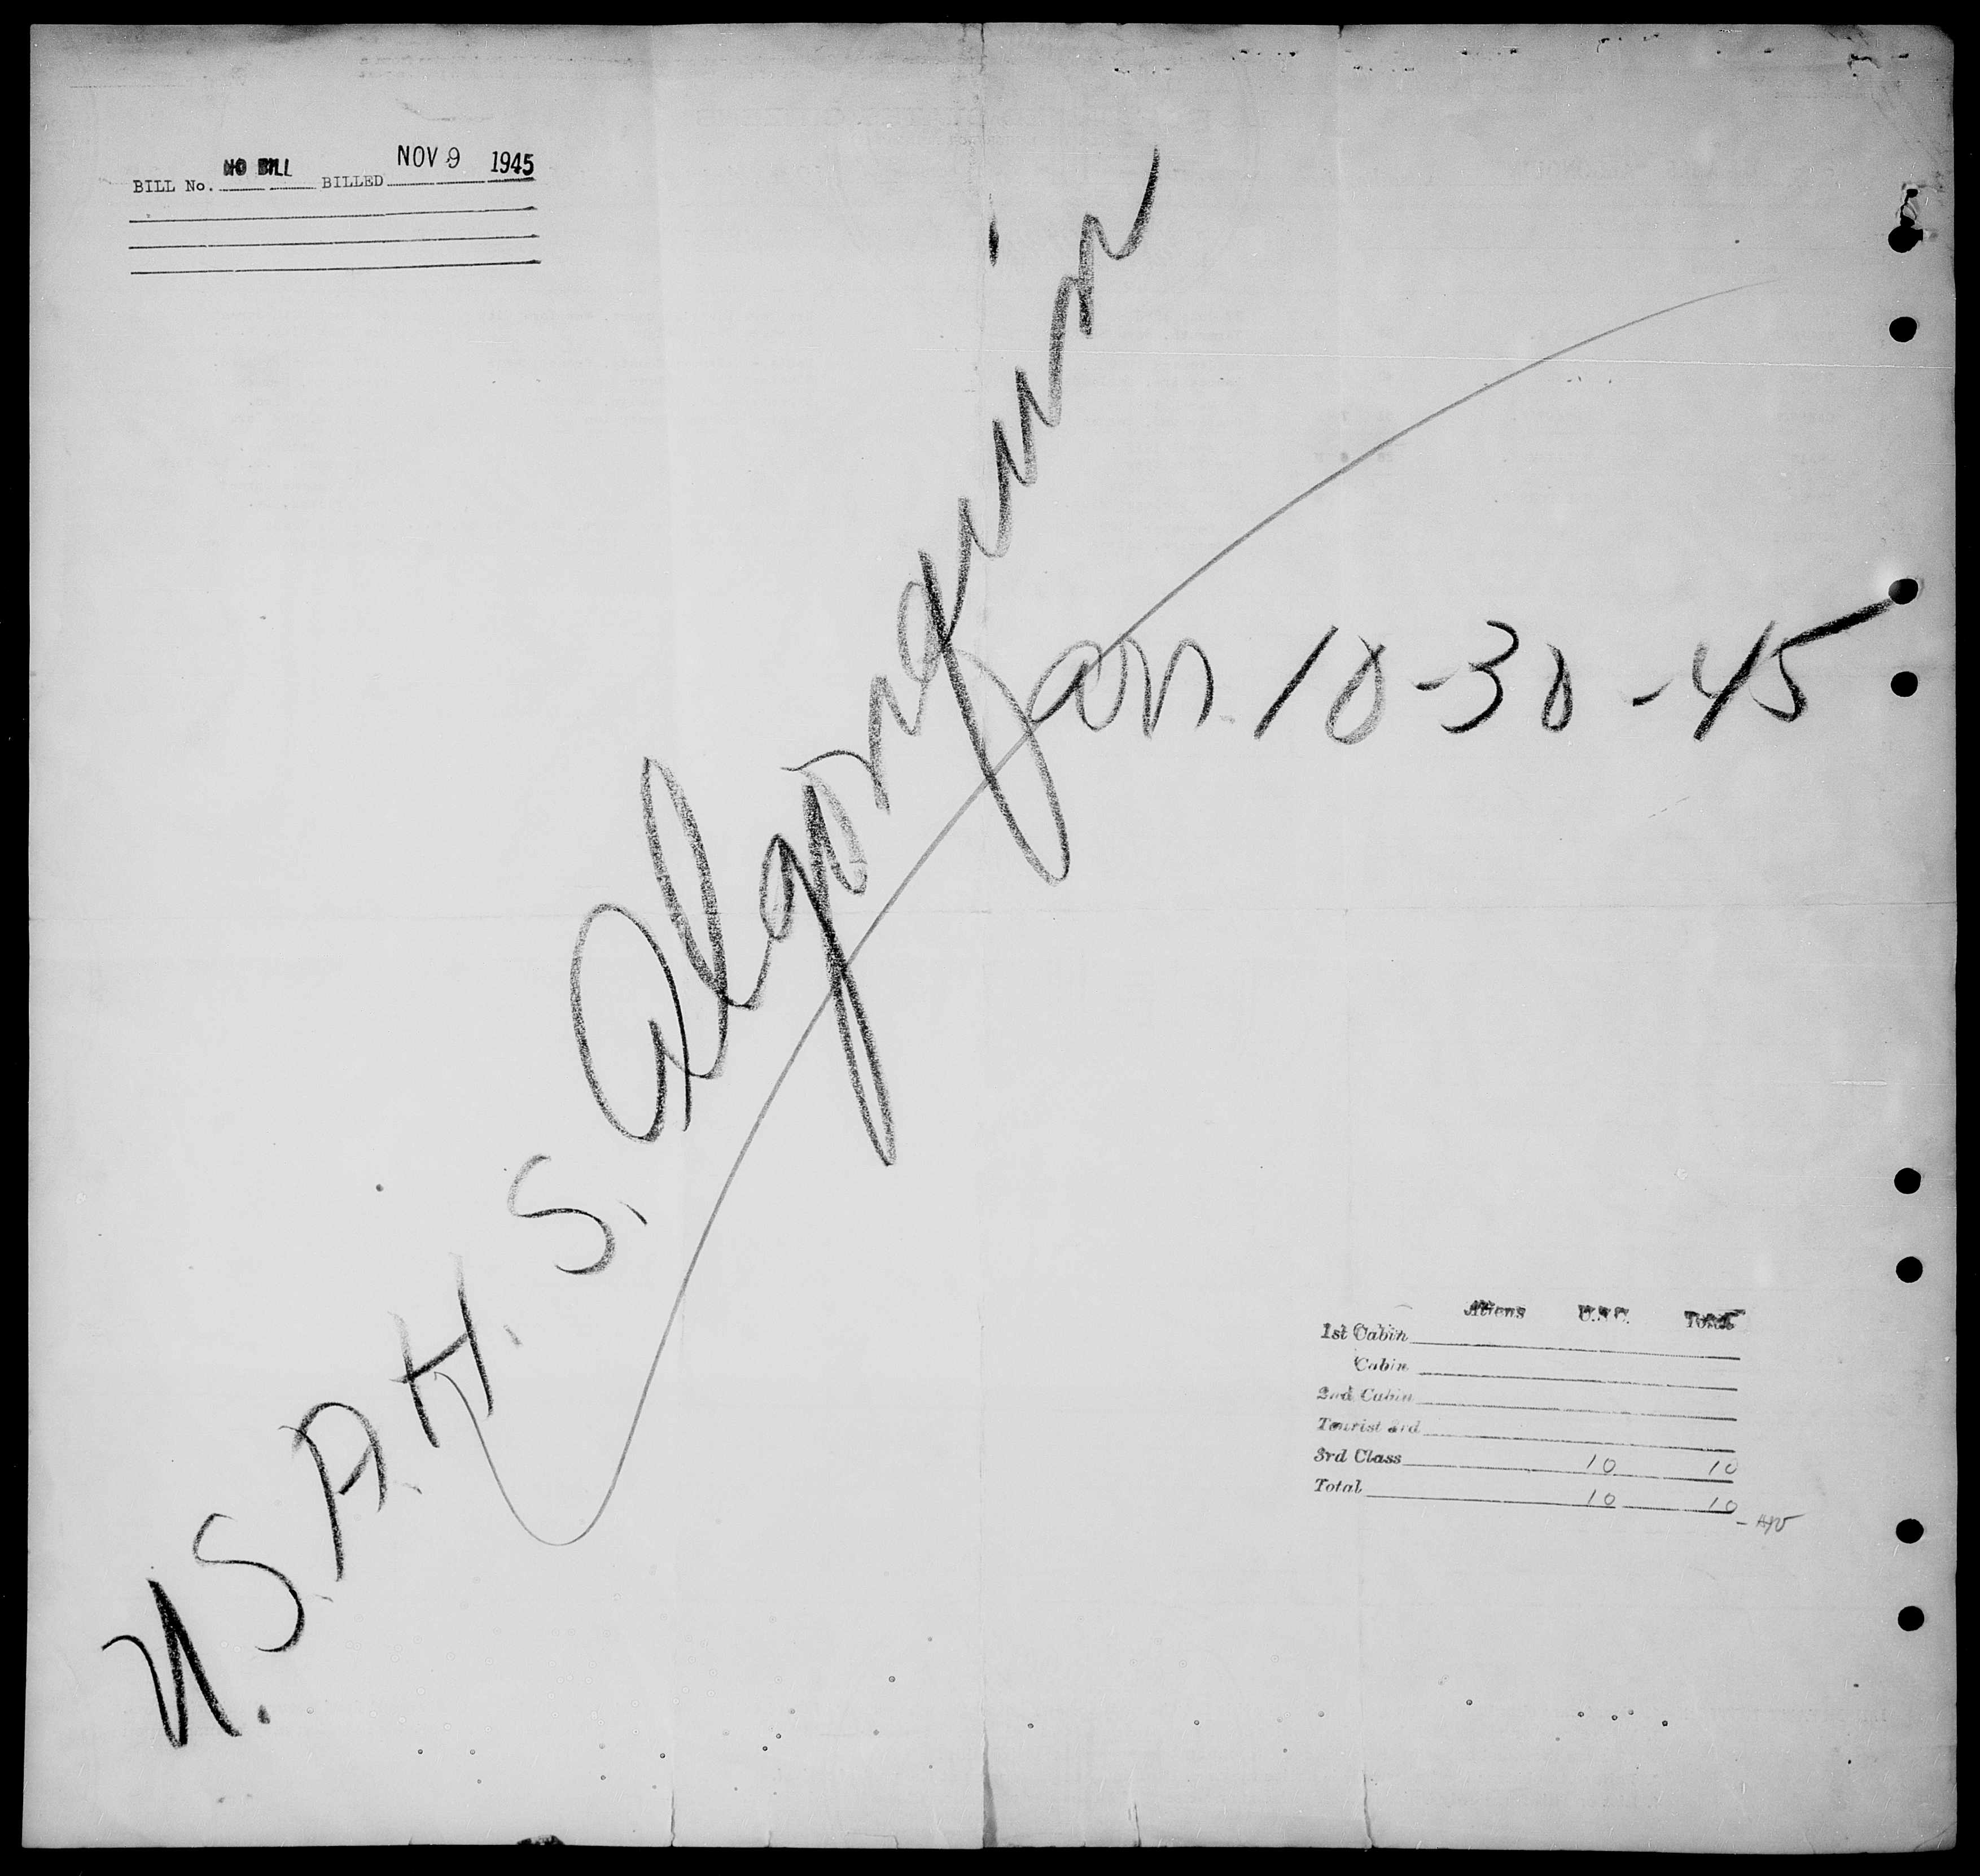 BILL No. NO BILL BILLED NOV 9 1945
U.S.A.H.S. Algonquin
arr. 10-30-45
Aliens U.S.C. Total
1st Cabin
Cabin
2nd Cabin
Tourist 3rd
3rd Class 10 10
Total 10 10